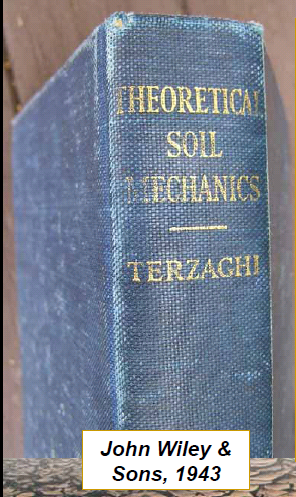 THEORETICAL
SOIL
MECHANICS
TERZAGHI
John Wiley &
Sons, 1943